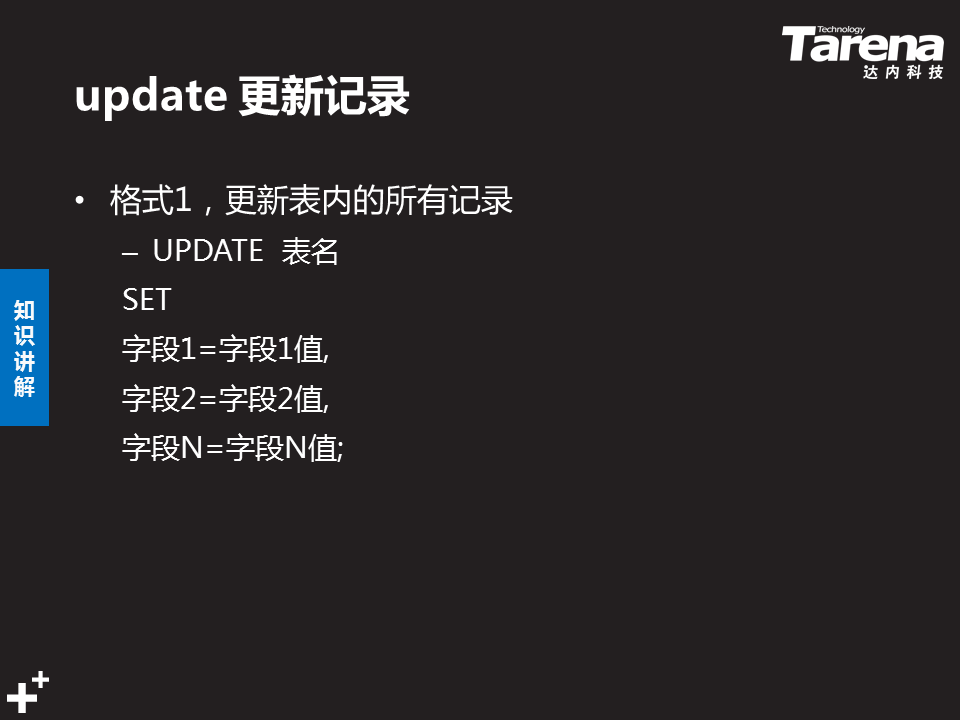 Technology
Tarena
达内科技
update 更新记录
• 格式1，更新表内的所有记录
– UPDATE 表名
SET
字段1=字段1值,
字段2=字段2值,
字段N=字段N值;
知
识
讲
解